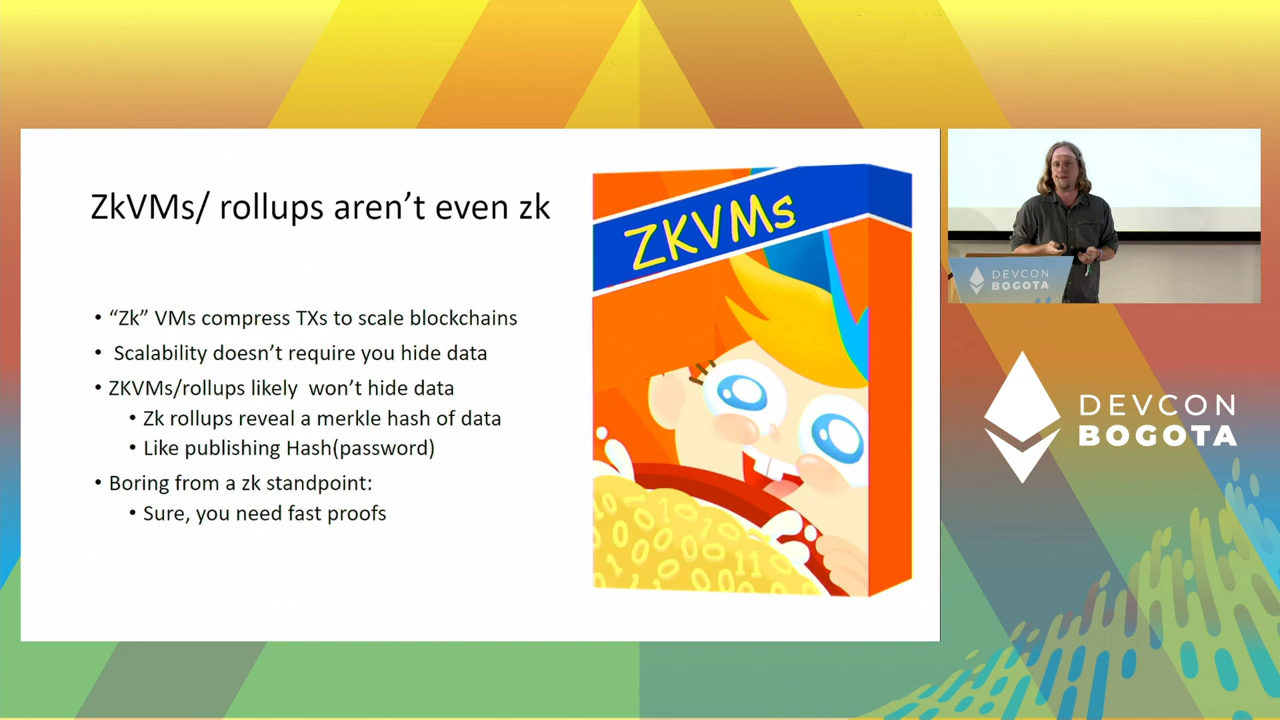 ZkVMs/ rollups aren’t even zk
• “Zk” VMs compress TXs to scale blockchains
• Scalability doesn’t require you hide data
• ZKVMs/rollups likely won’t hide data
• Zk rollups reveal a merkle hash of data
• Like publishing Hash(password)
• Boring from a zk standpoint:
• Sure, you need fast proofs
ZKVMs
DEVCON
BOGOTA
DEVCON
BOGOTA